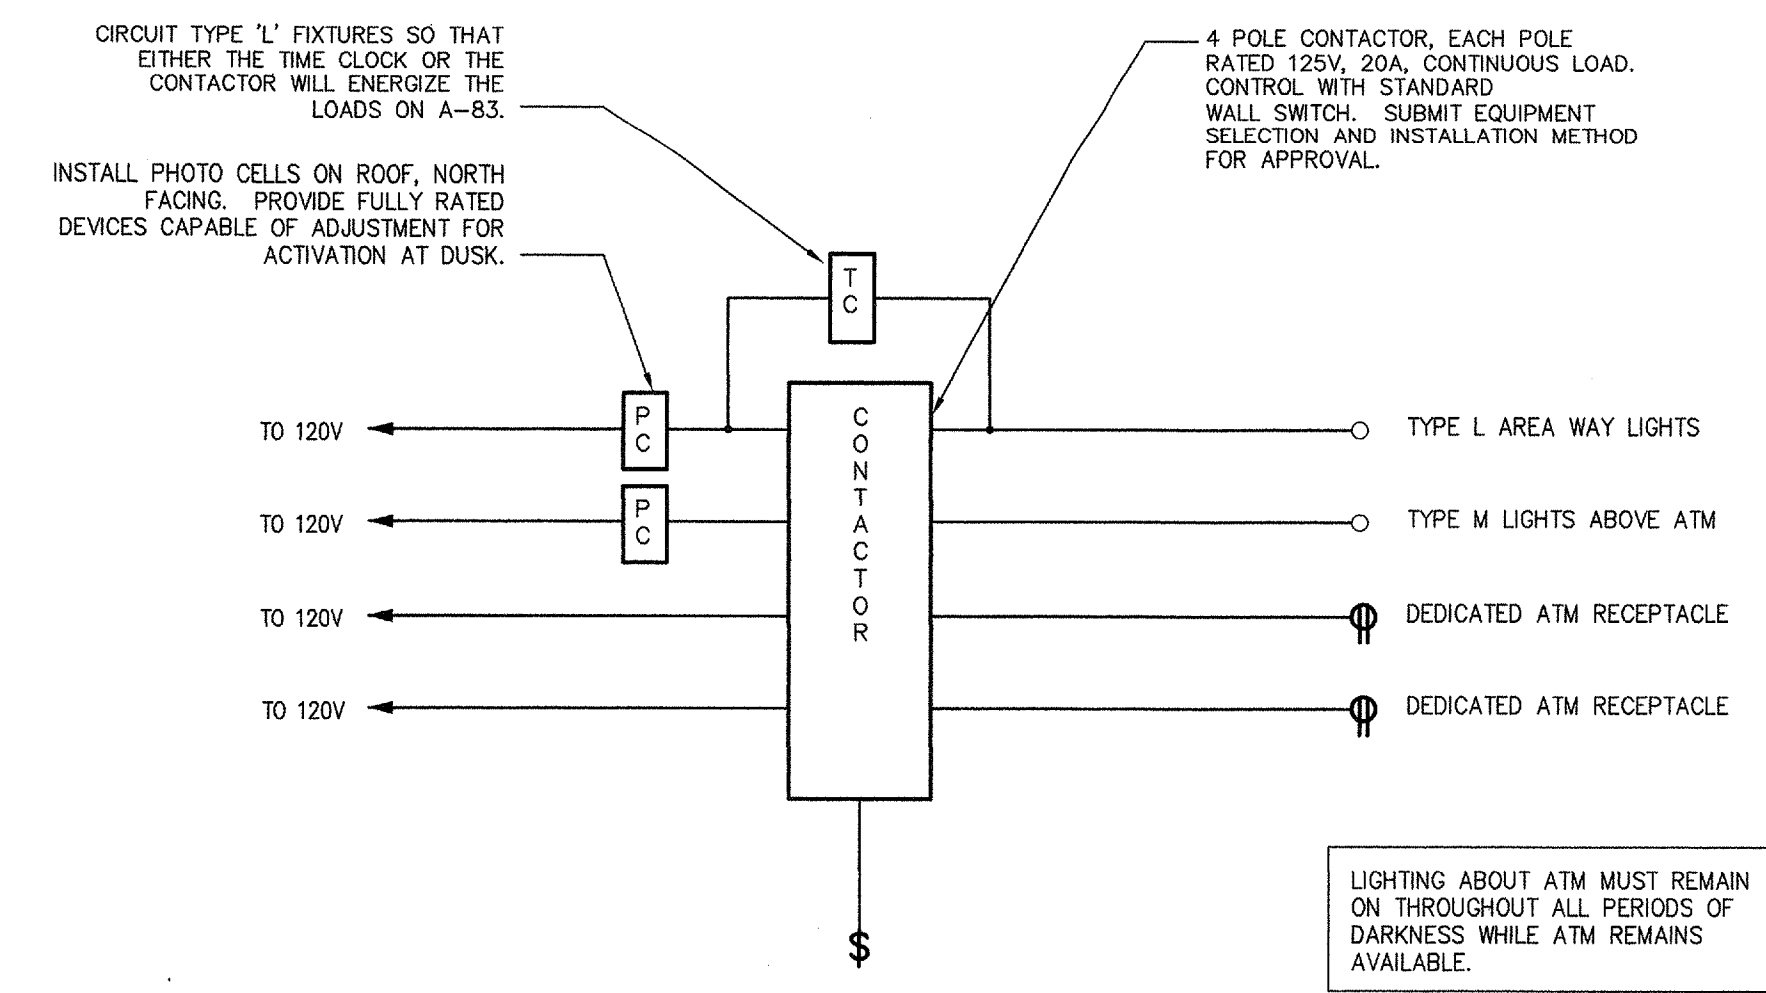 CIRCUIT TYPE 'L' FIXTURES SO THAT
EITHER THE TIME CLOCK OR THE
CONTACTOR WILL ENERGIZE THE
LOADS ON A-83.
4 POLE CONTACTOR, EACH POLE
RATED 125V, 20A, CONTINUOUS LOAD.
CONTROL WITH STANDARD
WALL SWITCH. SUBMIT EQUIPMENT
SELECTION AND INSTALLATION METHOD
FOR APPROVAL.
INSTALL PHOTO CELLS ON ROOF, NORTH
FACING. PROVIDE FULLY RATED
DEVICES CAPABLE OF ADJUSTMENT FOR
ACTIVATION AT DUSK.
TC
TO 120V
PC
CONTACTOR
TYPE L AREA WAY LIGHTS
TO 120V
PC
TYPE M LIGHTS ABOVE ATM
TO 120V
DEDICATED ATM RECEPTACLE
TO 120V
DEDICATED ATM RECEPTACLE
$
LIGHTING ABOUT ATM MUST REMAIN
ON THROUGHOUT ALL PERIODS OF
DARKNESS WHILE ATM REMAINS
AVAILABLE.